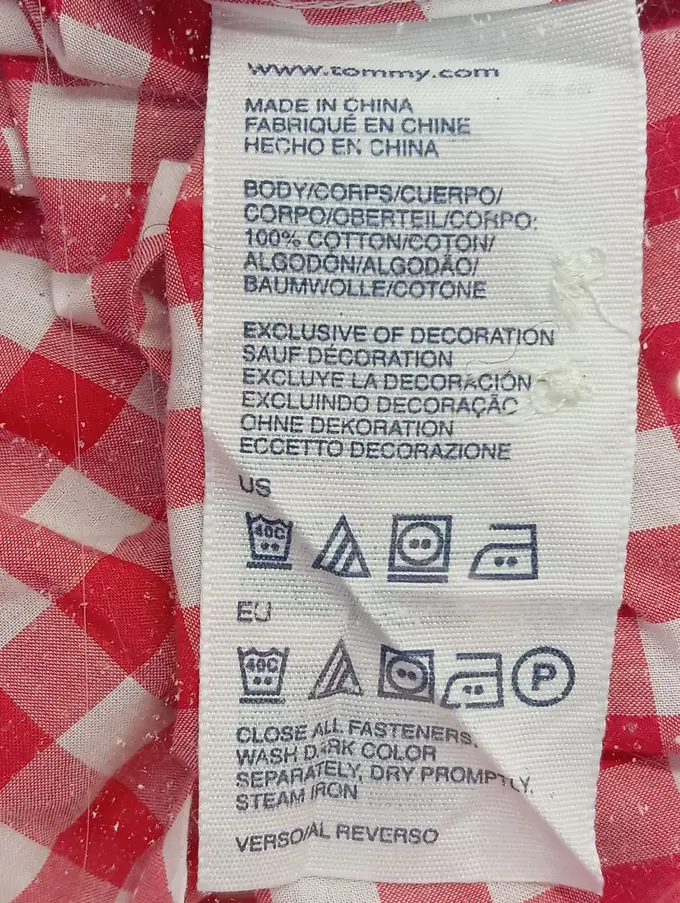 www.tommy.com
MADE IN CHINA
FABRIQUÉ EN CHINE
HECHO EN CHINA
BODY/CORPS/CUERPO/
CORPO/OBERTEIL/CORPO:
100% COTTON/COTON/
ALGODÓN/ALGODÃO/
BAUMWOLLE/COTONE
EXCLUSIVE OF DECORATION
SAUF DÉCORATION
EXCLUYE LA DECORACIÓN
EXCLUINDO DECORAÇÃO
OHNE DEKORATION
ECCETTO DECORAZIONE
US
40C
EU
40C P
CLOSE ALL FASTENERS.
WASH DARK COLOR
SEPARATELY, DRY PROMPTLY.
STEAM IRON
VERSO/AL REVERSO